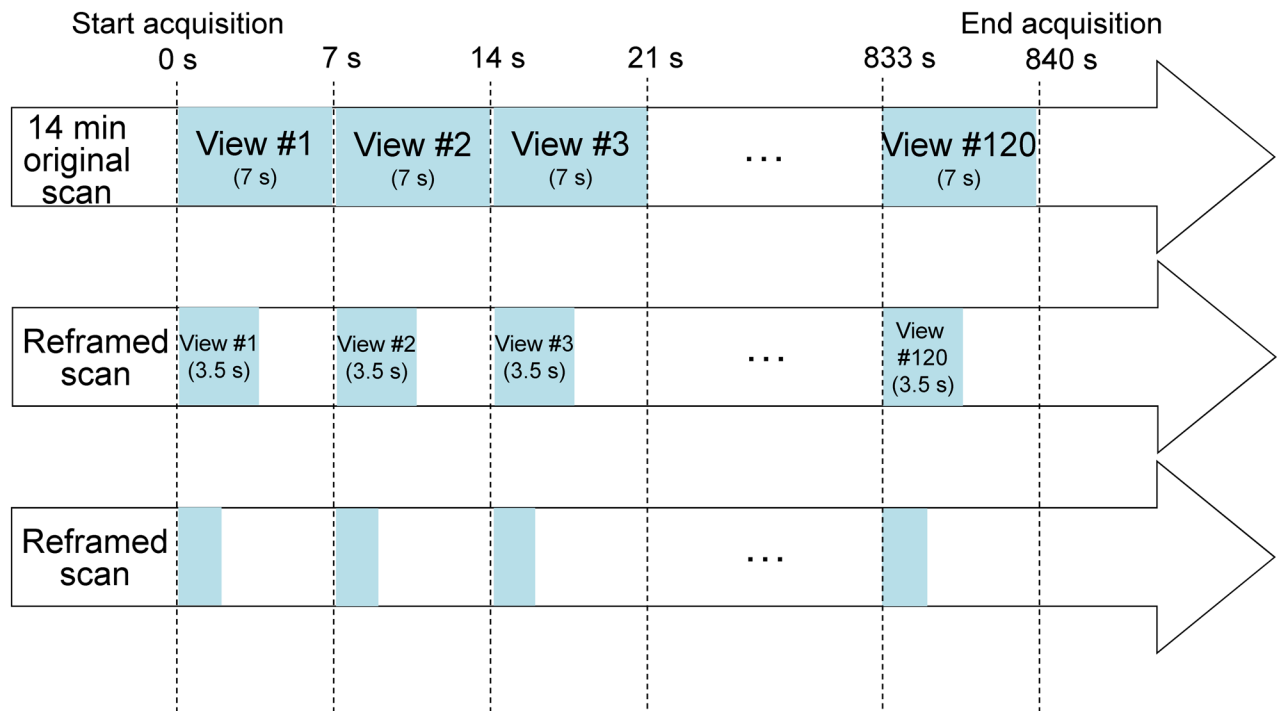 Start acquisition
End acquisition
0 s
7 s
14 s
21 s
833 s
840 s
14 min
original
scan
View #1
(7 s)
View #2
(7 s)
View #3
(7 s)
...
View #120
(7 s)
Reframed
scan
View #1
(3.5 s)
View #2
(3.5 s)
View #3
(3.5 s)
...
View
#120
(3.5 s)
Reframed
scan
...